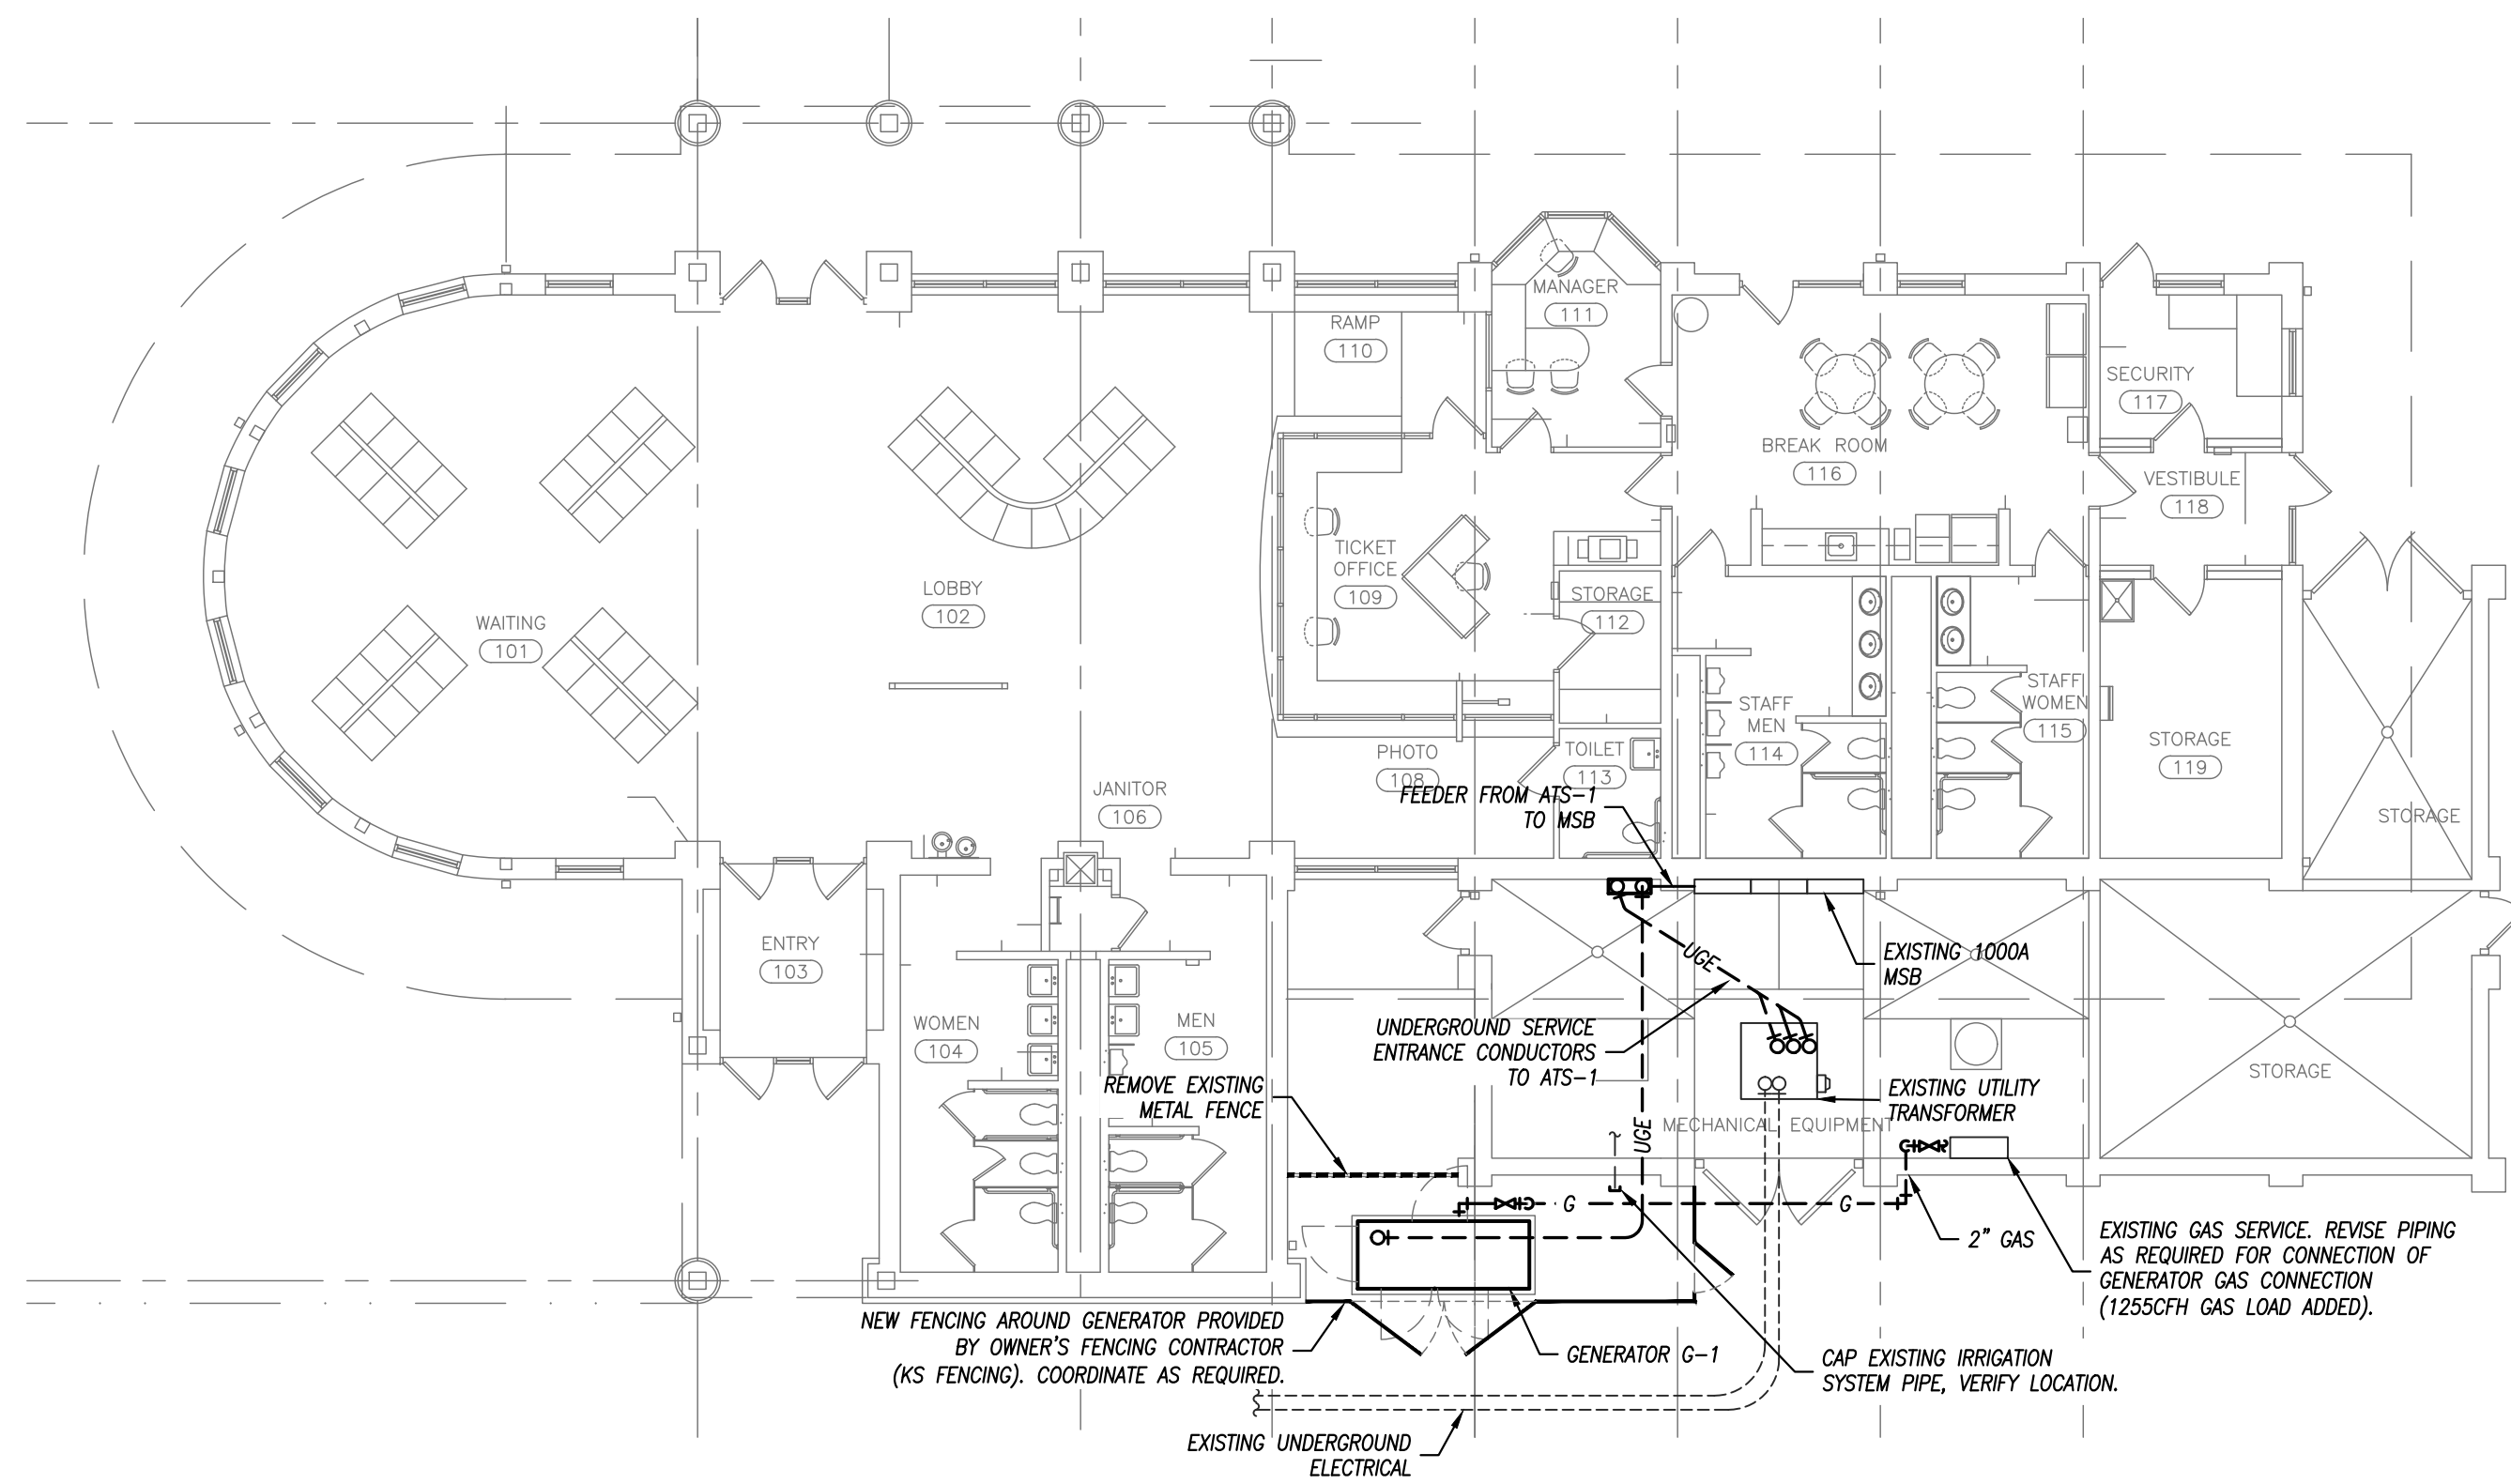 MANAGER
111
RAMP
110
SECURITY
117
BREAK ROOM
116
VESTIBULE
118
TICKET
OFFICE
109
LOBBY
102
STORAGE
112
WAITING
101
STAFF
WOMEN
115
STAFF
MEN
114
STORAGE
119
PHOTO
108
TOILET
113
JANITOR
106
FEEDER FROM ATS-1
TO MSB
STORAGE
ENTRY
103
UGE
EXISTING 1000A
MSB
WOMEN
104
MEN
105
UNDERGROUND SERVICE
ENTRANCE CONDUCTORS
TO ATS-1
STORAGE
REMOVE EXISTING
METAL FENCE
EXISTING UTILITY
TRANSFORMER
MECHANICAL EQUIPMENT
UGE
G
G
2" GAS
EXISTING GAS SERVICE. REVISE PIPING
AS REQUIRED FOR CONNECTION OF
GENERATOR GAS CONNECTION
(1255CFH GAS LOAD ADDED).
NEW FENCING AROUND GENERATOR PROVIDED
BY OWNER'S FENCING CONTRACTOR
(KS FENCING). COORDINATE AS REQUIRED.
GENERATOR G-1
CAP EXISTING IRRIGATION
SYSTEM PIPE, VERIFY LOCATION.
EXISTING UNDERGROUND
ELECTRICAL